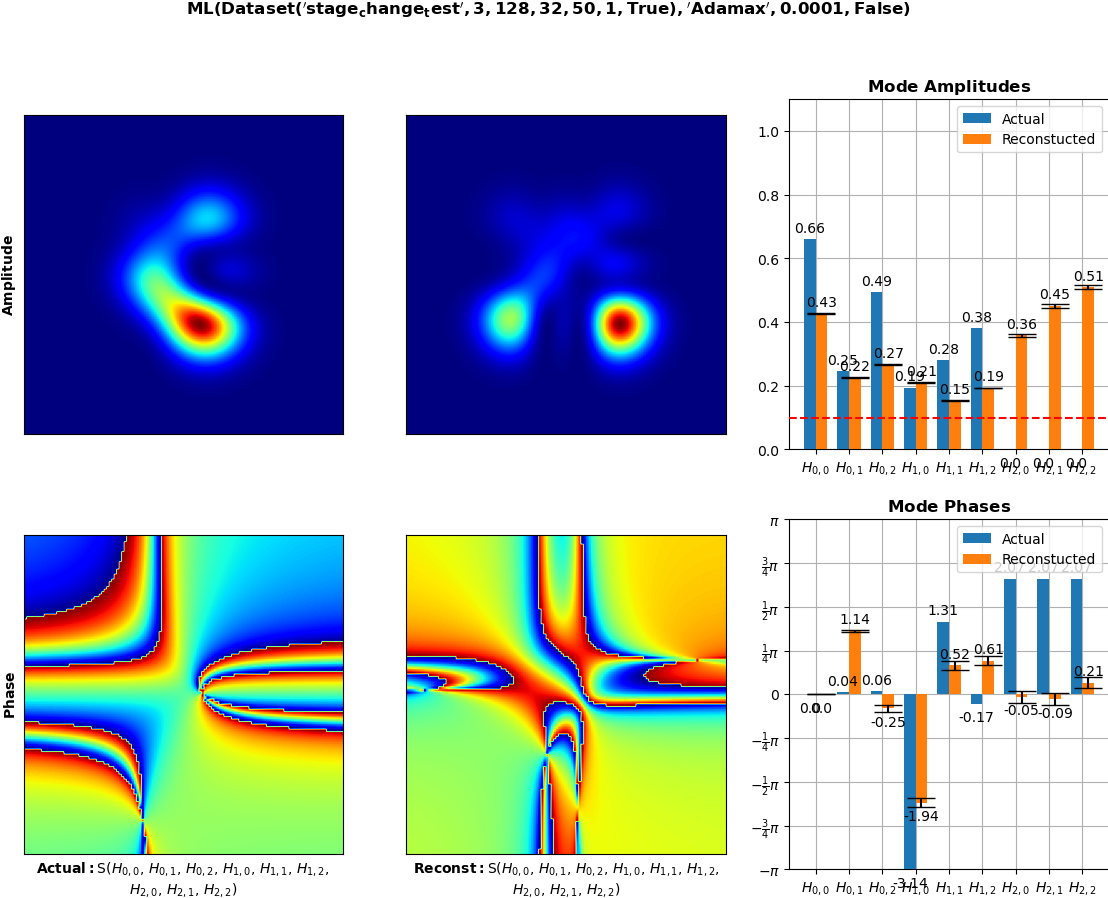 ML(Dataset('stage_change_test', 3, 128, 32, 50, 1, True), 'Adamax', 0.0001, False)
Amplitude
Mode Amplitudes
Actual
Reconstucted
1.0
0.8
0.6
0.4
0.2
0.0
0.66
0.43
0.25
0.22
0.49
0.27
0.19
0.21
0.28
0.15
0.38
0.19
0.0
0.36
0.0
0.45
0.0
0.51
H0,0 H0,1 H0,2 H1,0 H1,1 H1,2 H2,0 H2,1 H2,2
Phase
Actual: S(H0,0, H0,1, H0,2, H1,0, H1,1, H1,2,
H2,0, H2,1, H2,2)
Reconst: S(H0,0, H0,1, H0,2, H1,0, H1,1, H1,2,
H2,0, H2,1, H2,2)
Mode Phases
Actual
Reconstucted
π
3/4π
1/2π
1/4π
0
−1/4π
−1/2π
−3/4π
−π
0.0
0.0
0.04
1.14
0.06
-0.25
-3.14
-1.94
1.31
0.52
-0.17
0.61
2.07
-0.05
2.07
-0.09
2.07
0.21
H0,0 H0,1 H0,2 H1,0 H1,1 H1,2 H2,0 H2,1 H2,2